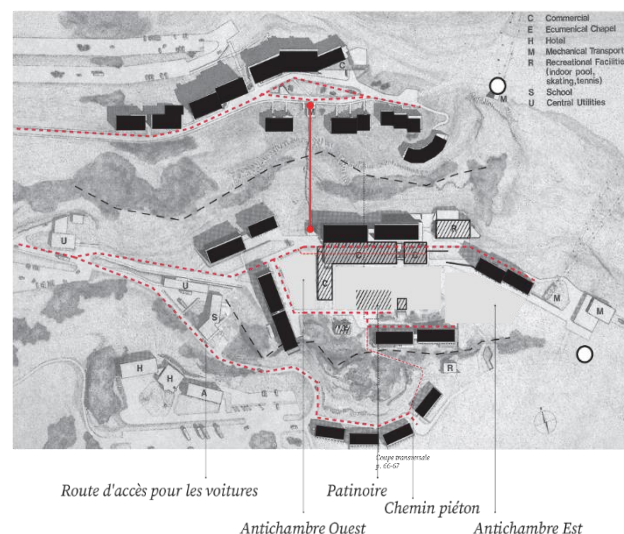 C Commercial
E Ecumenical Chapel
H Hotel
M Mechanical Transport
R Recreational Facilitie
(indoor pool,
skating,tennis)
S School
U Central Utilities
M
C
M
U
R
C
C
C
U
S
M
M
H
H
A
R
Coupe transversale
p. 66-67
Route d'accès pour les voitures
Patinoire
Chemin piéton
Antichambre Ouest
Antichambre Est